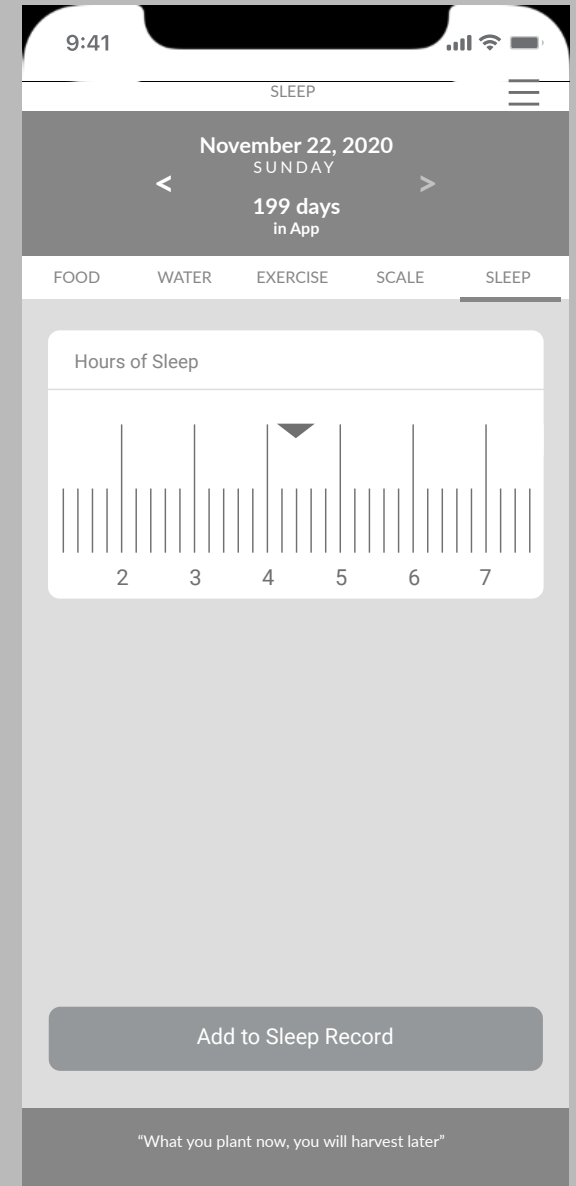 9:41
SLEEP
November 22, 2020
SUNDAY
< >
199 days
in App
FOOD WATER EXERCISE SCALE SLEEP
Hours of Sleep
2 3 4 5 6 7
Add to Sleep Record
“What you plant now, you will harvest later”